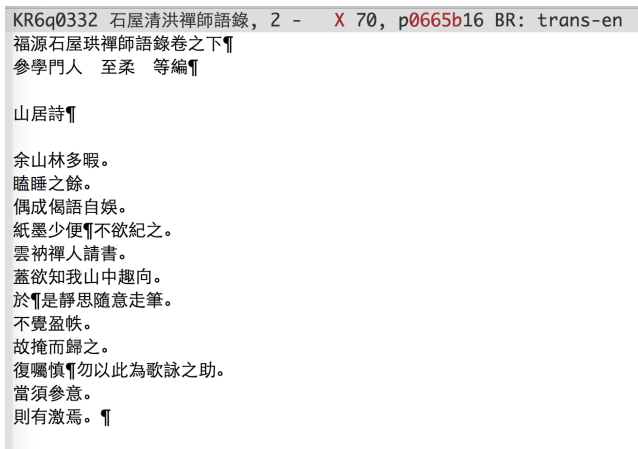 KR6q0332 石屋清洪禪師語錄, 2 -   X 70, p0665b16 BR: trans-en
福源石屋珙禪師語錄卷之下¶
參學門人　至柔　等編¶
山居詩¶
余山林多暇。
瞌睡之餘。
偶成偈語自娛。
紙墨少便¶不欲紀之。
雲衲禪人請書。
蓋欲知我山中趣向。
於¶是靜思隨意走筆。
不覺盈帙。
故掩而歸之。
復囑慎¶勿以此為歌詠之助。
當須參意。
則有激焉。¶